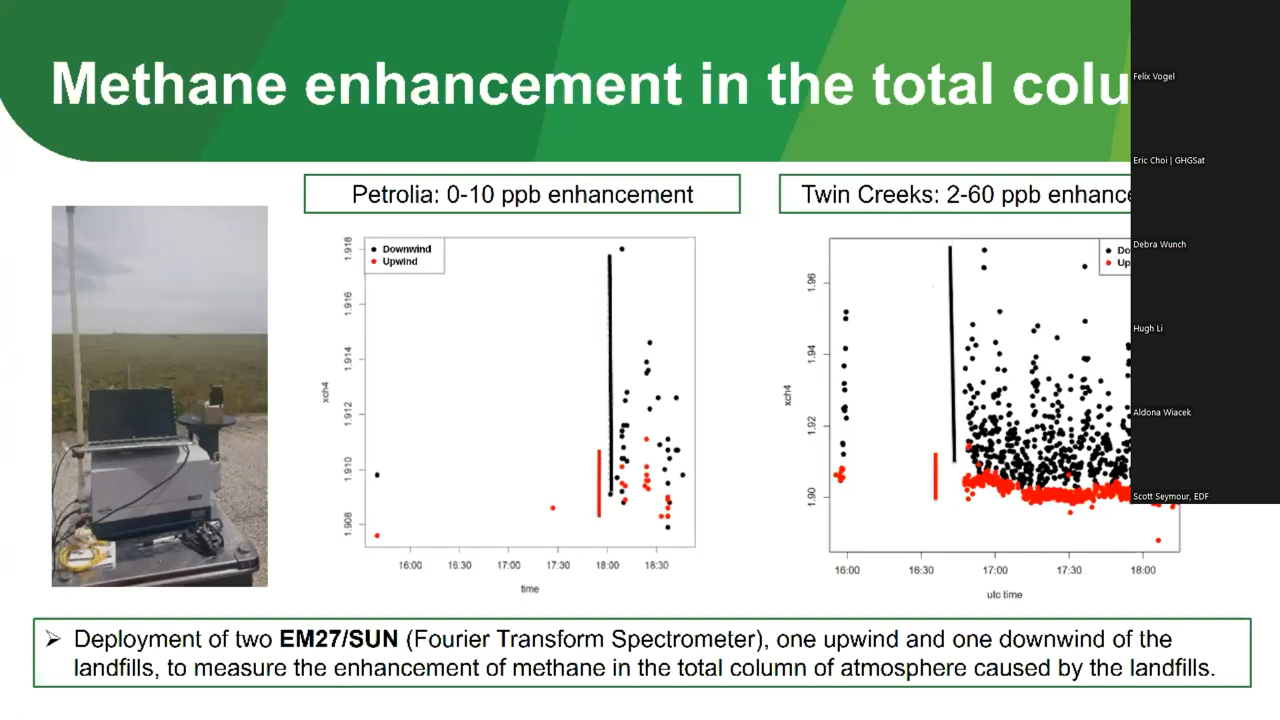 Methane enhancement in the total colu
Felix Vogel
Eric Choi | GHGSat
Debra Wunch
Hugh Li
Aldona Wiacek
Scott Seymour, EDF
Petrolia: 0-10 ppb enhancement
Downwind
Upwind
1.918
1.916
1.914
1.912
1.910
1.908
xch4
16:00 16:30 17:00 17:30 18:00 18:30
time
Twin Creeks: 2-60 ppb enhance
Do
Up
1.96
1.94
1.92
1.90
xch4
16:00 16:30 17:00 17:30 18:00
utc time
➢ Deployment of two EM27/SUN (Fourier Transform Spectrometer), one upwind and one downwind of the
landfills, to measure the enhancement of methane in the total column of atmosphere caused by the landfills.